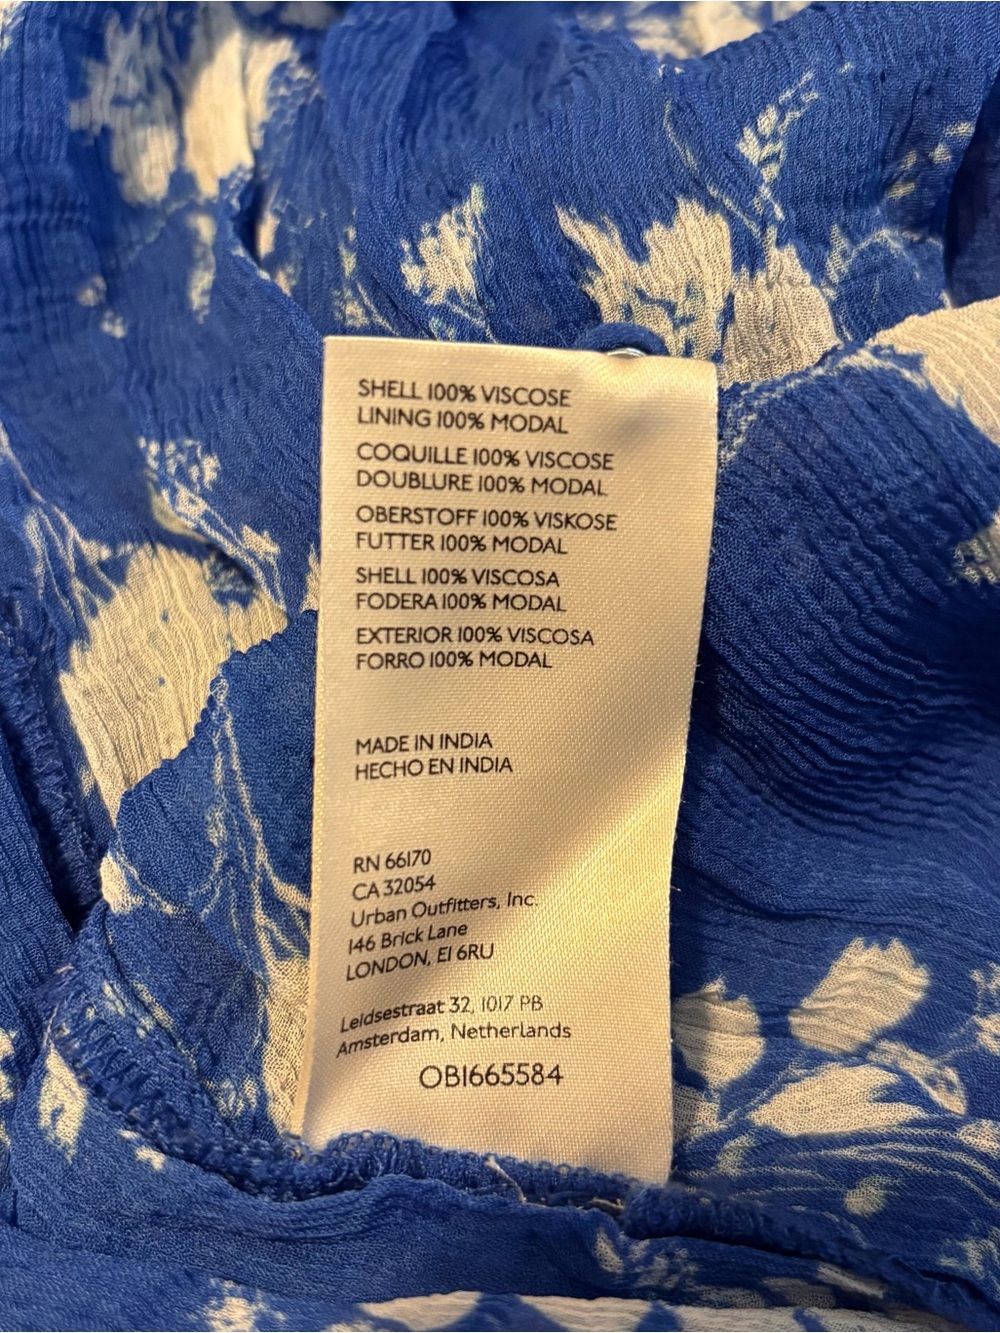 SHELL 100% VISCOSE
LINING 100% MODAL
COQUILLE 100% VISCOSE
DOUBLURE 100% MODAL
OBERSTOFF 100% VISKOSE
FUTTER 100% MODAL
SHELL 100% VISCOSA
FODERA 100% MODAL
EXTERIOR 100% VISCOSA
FORRO 100% MODAL
MADE IN INDIA
HECHO EN INDIA
RN 66170
CA 32054
Urban Outfitters, Inc.
146 Brick Lane
LONDON, E1 6RU
Leidsestraat 32, 1017 PB
Amsterdam, Netherlands
OB1665584